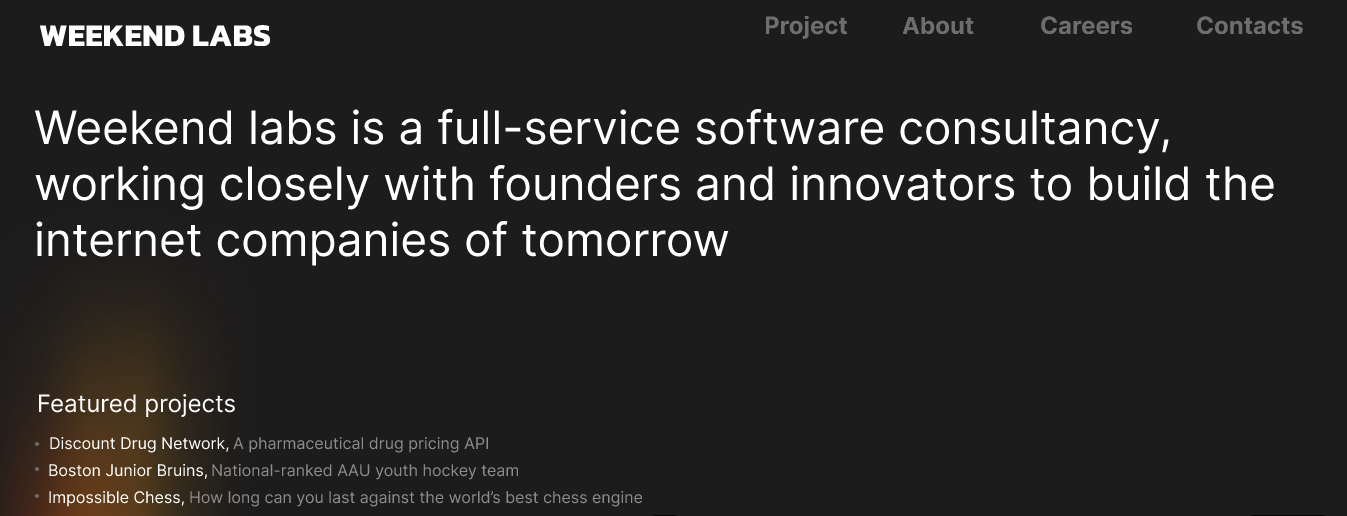 WEEKEND LABS
Project About Careers Contacts
Weekend labs is a full-service software consultancy,
working closely with founders and innovators to build the
internet companies of tomorrow
Featured projects
• Discount Drug Network, A pharmaceutical drug pricing API
• Boston Junior Bruins, National-ranked AAU youth hockey team
• Impossible Chess, How long can you last against the world’s best chess engine